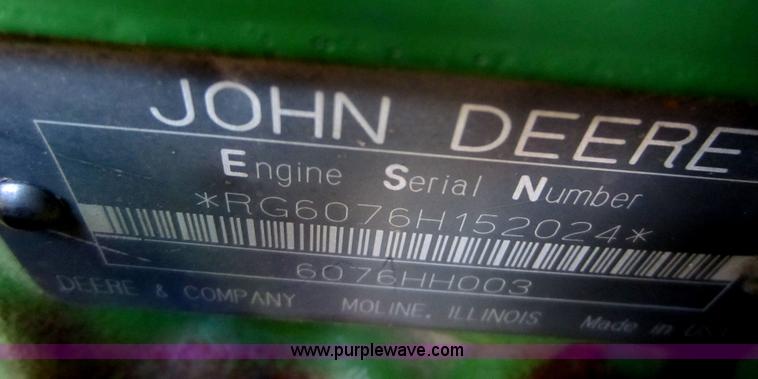 JOHN DEERE
Engine Serial Number
*RG6076H152024*
6076HH003
DEERE & COMPANY MOLINE, ILLINOIS Made in
www.purplewave.com